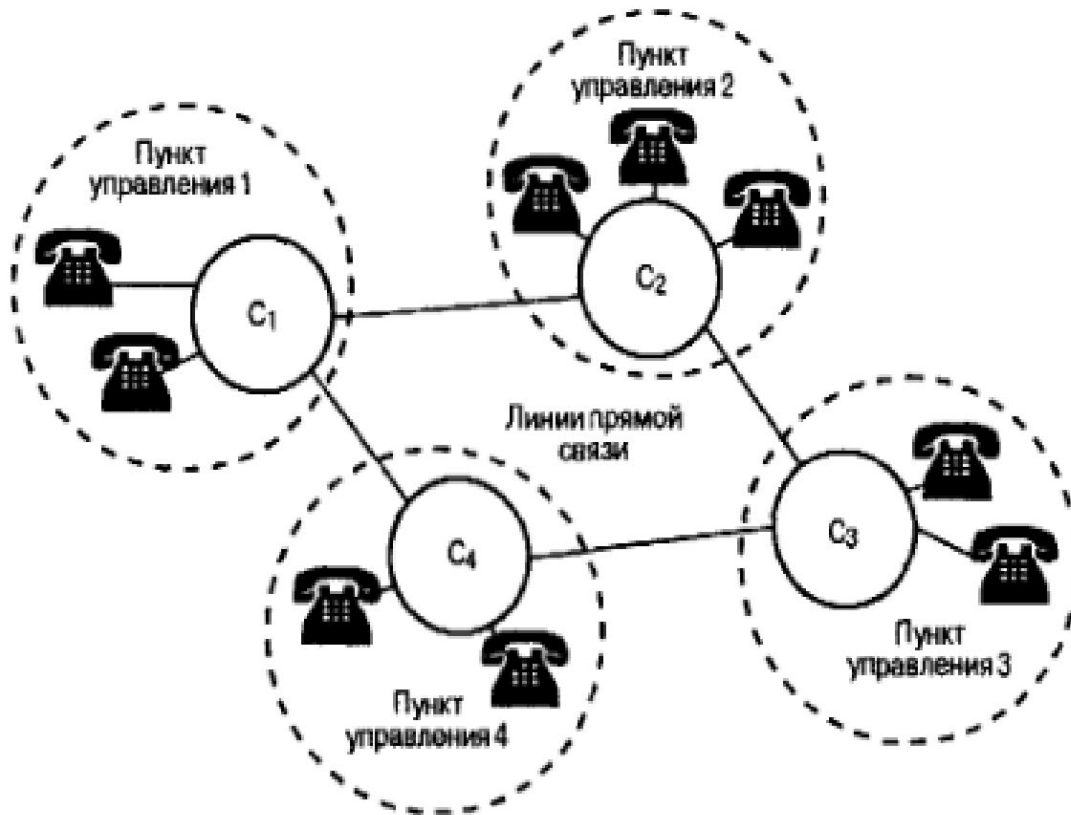 Пункт
управления 1
C1
Пункт
управления 2
C2
Линии прямой
связи
C3
Пункт
управления 3
C4
Пункт
управления 4